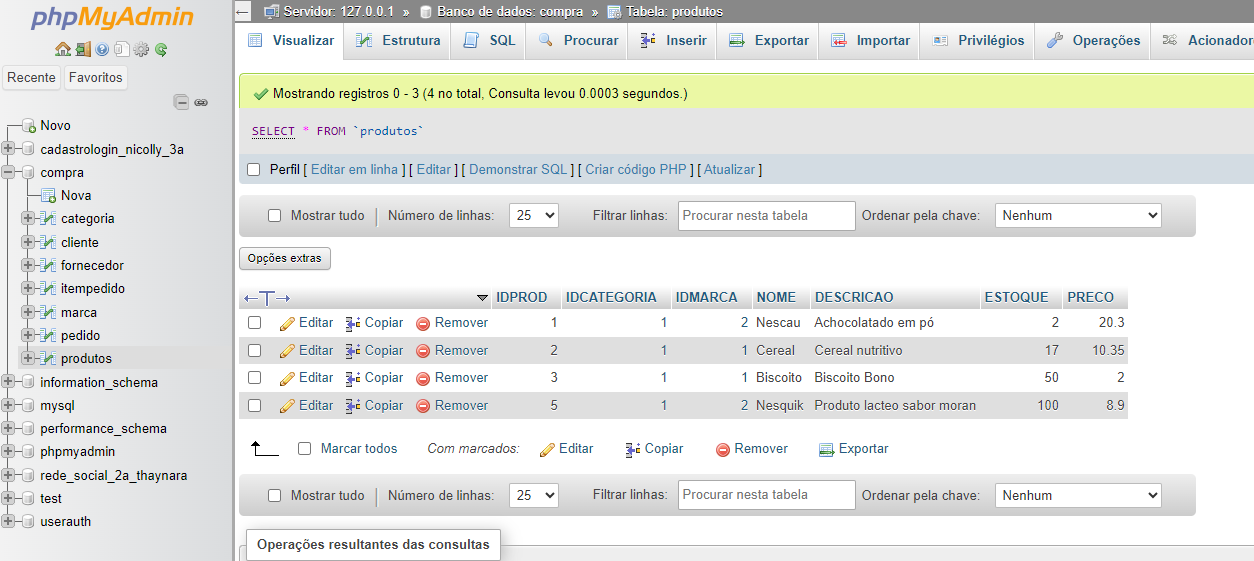 phpMyAdmin
Recente Favoritos
Novo
cadastrologin_nicolly_3a
compra
Nova
categoria
cliente
fornecedor
itempedido
marca
pedido
produtos
information_schema
mysql
performance_schema
phpmyadmin
rede_social_2a_thaynara
test
userauth
Servidor: 127.0.0.1 » Banco de dados: compra » Tabela: produtos
Visualizar Estrutura SQL Procurar Inserir Exportar Importar Privilégios Operações Acionador
Mostrando registros 0 - 3 (4 no total, Consulta levou 0.0003 segundos.)
SELECT * FROM `produtos`
Perfil [ Editar em linha ] [ Editar ] [ Demonstrar SQL ] [ Criar código PHP ] [ Atualizar ]
Mostrar tudo | Número de linhas: 25 Filtrar linhas: Procurar nesta tabela Ordenar pela chave: Nenhum
Opções extras
←T→ IDPROD IDCATEGORIA IDMARCA NOME DESCRICAO ESTOQUE PRECO
Editar Copiar Remover 1 1 2 Nescau Achocolatado em pó 2 20.3
Editar Copiar Remover 2 1 1 Cereal Cereal nutritivo 17 10.35
Editar Copiar Remover 3 1 1 Biscoito Biscoito Bono 50 2
Editar Copiar Remover 5 1 2 Nesquik Produto lacteo sabor moran 100 8.9
Marcar todos Com marcados: Editar Copiar Remover Exportar
Mostrar tudo | Número de linhas: 25 Filtrar linhas: Procurar nesta tabela Ordenar pela chave: Nenhum
Operações resultantes das consultas